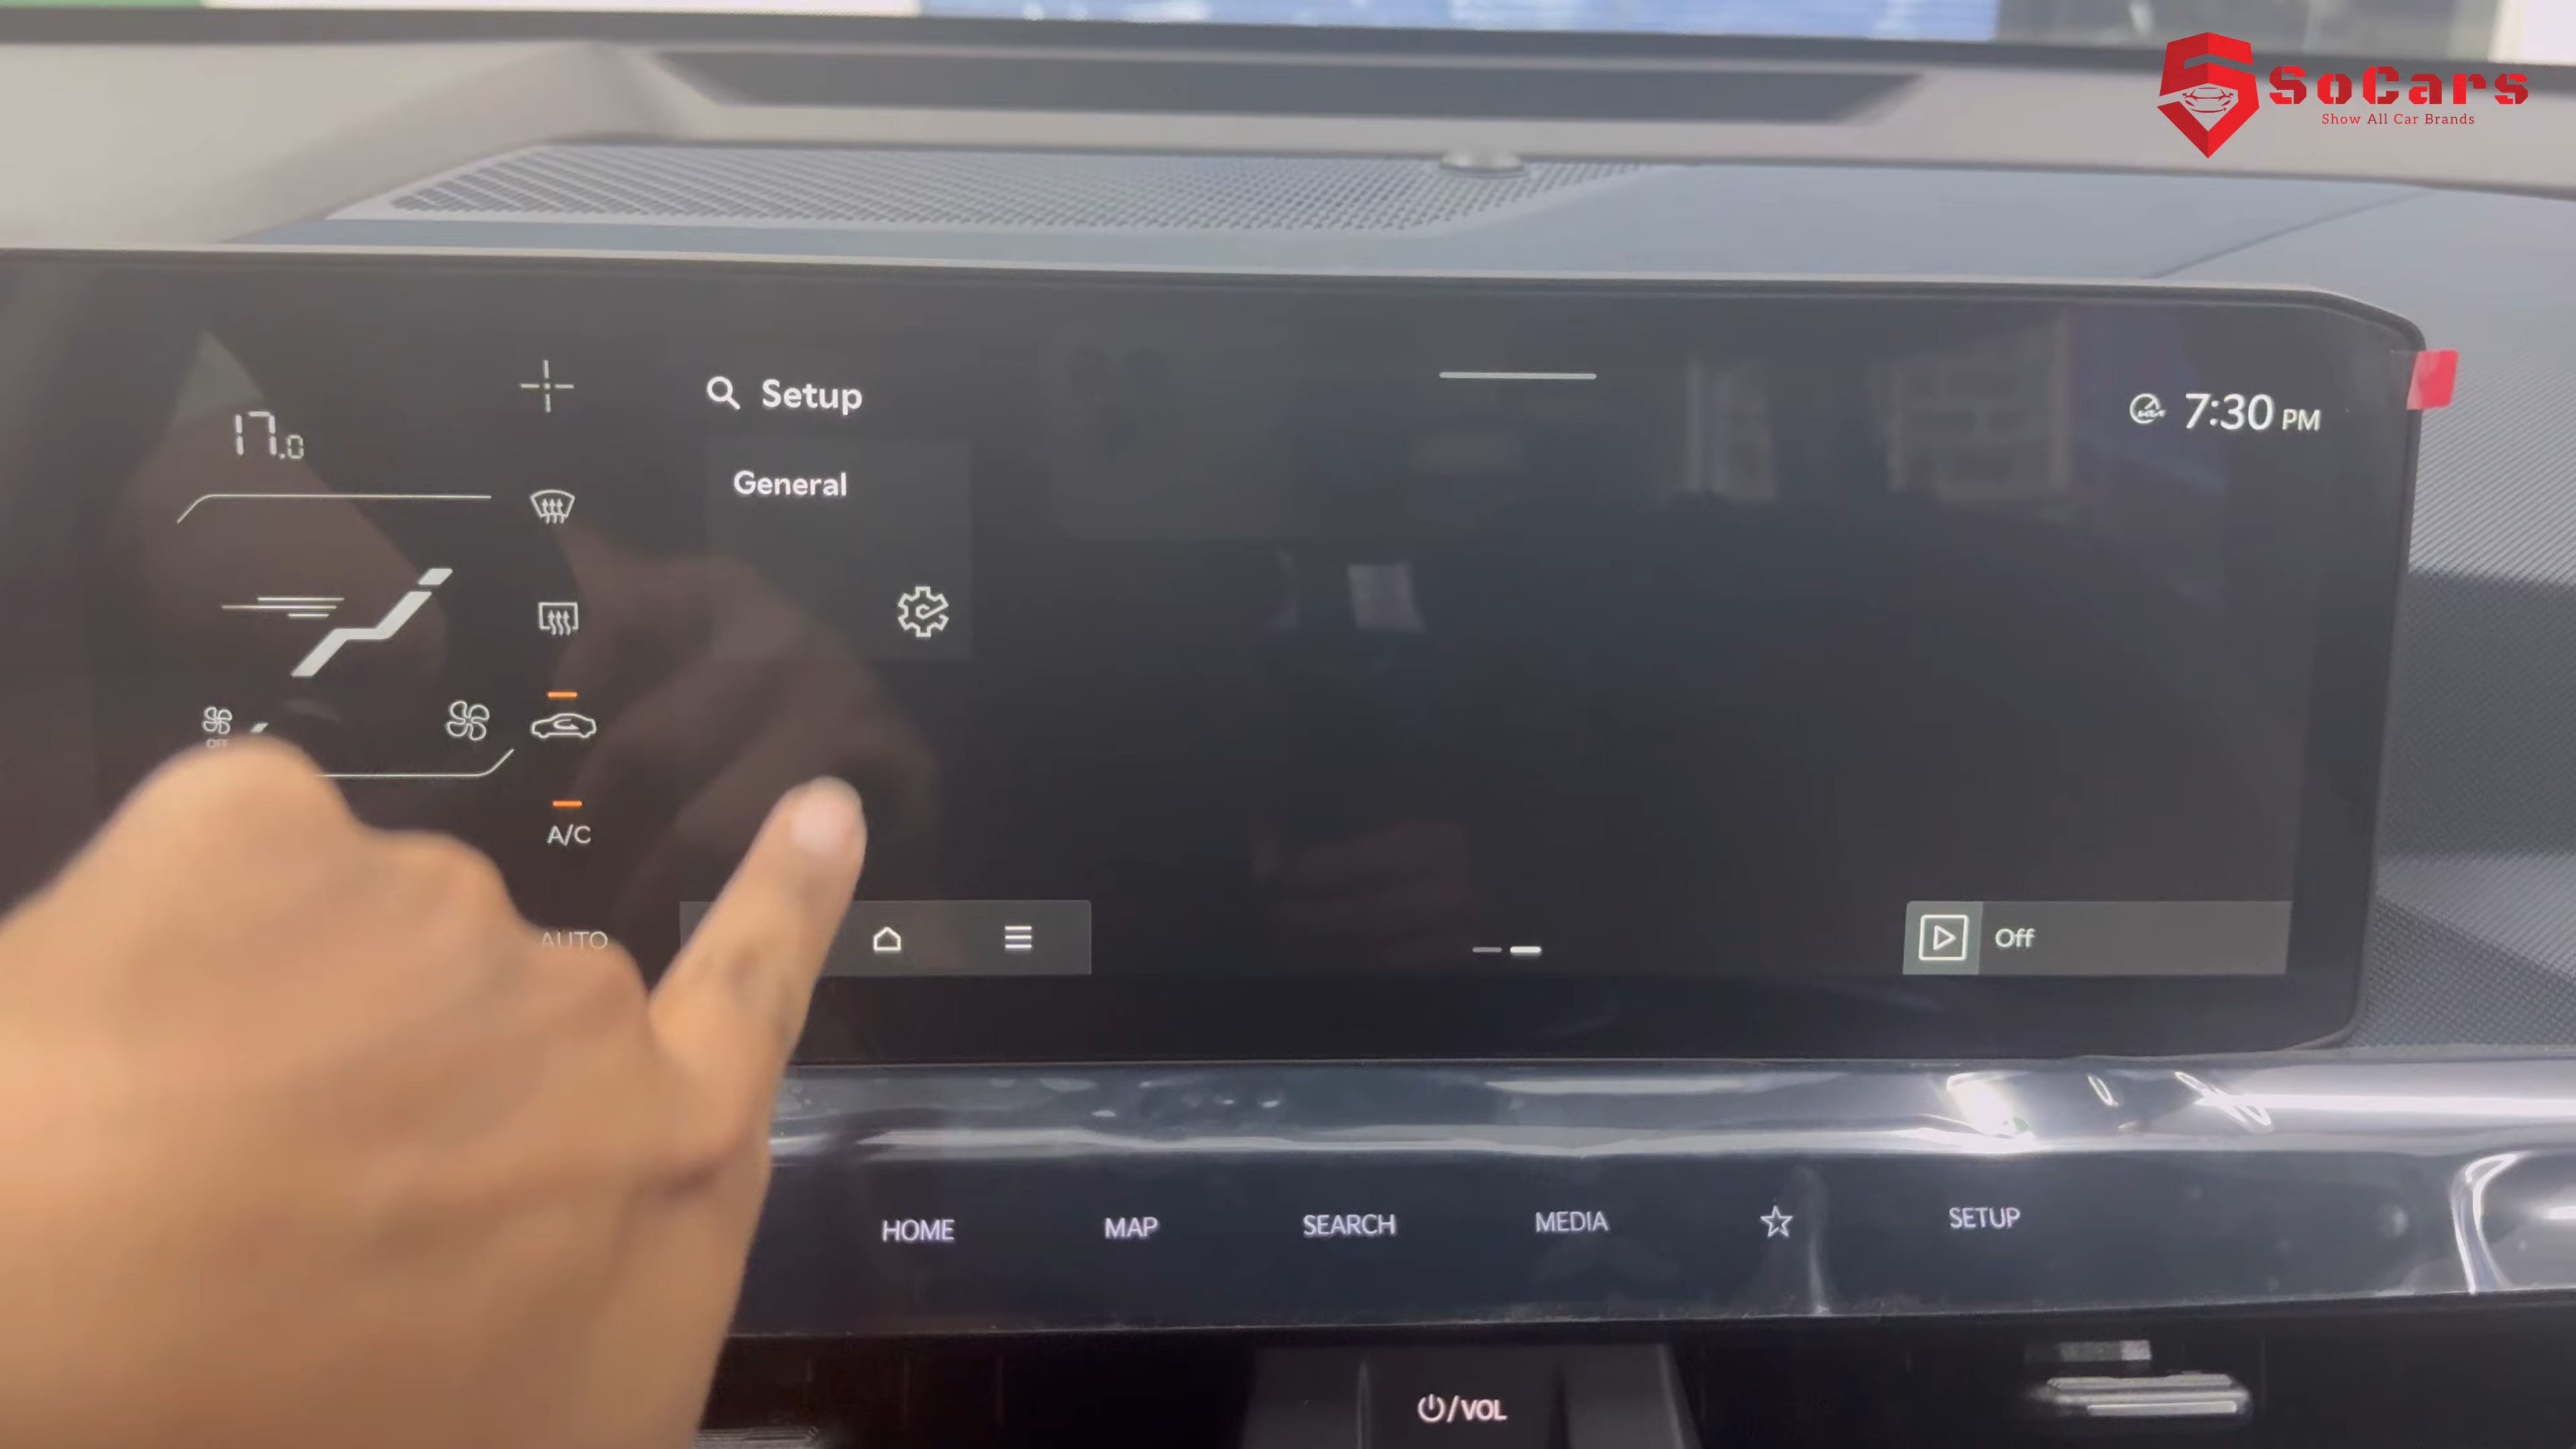 SoCars
Show All Car Brands
17.0
Setup
7:30 PM
General
OFF
A/C
AUTO
Off
HOME
MAP
SEARCH
MEDIA
SETUP
/VOL